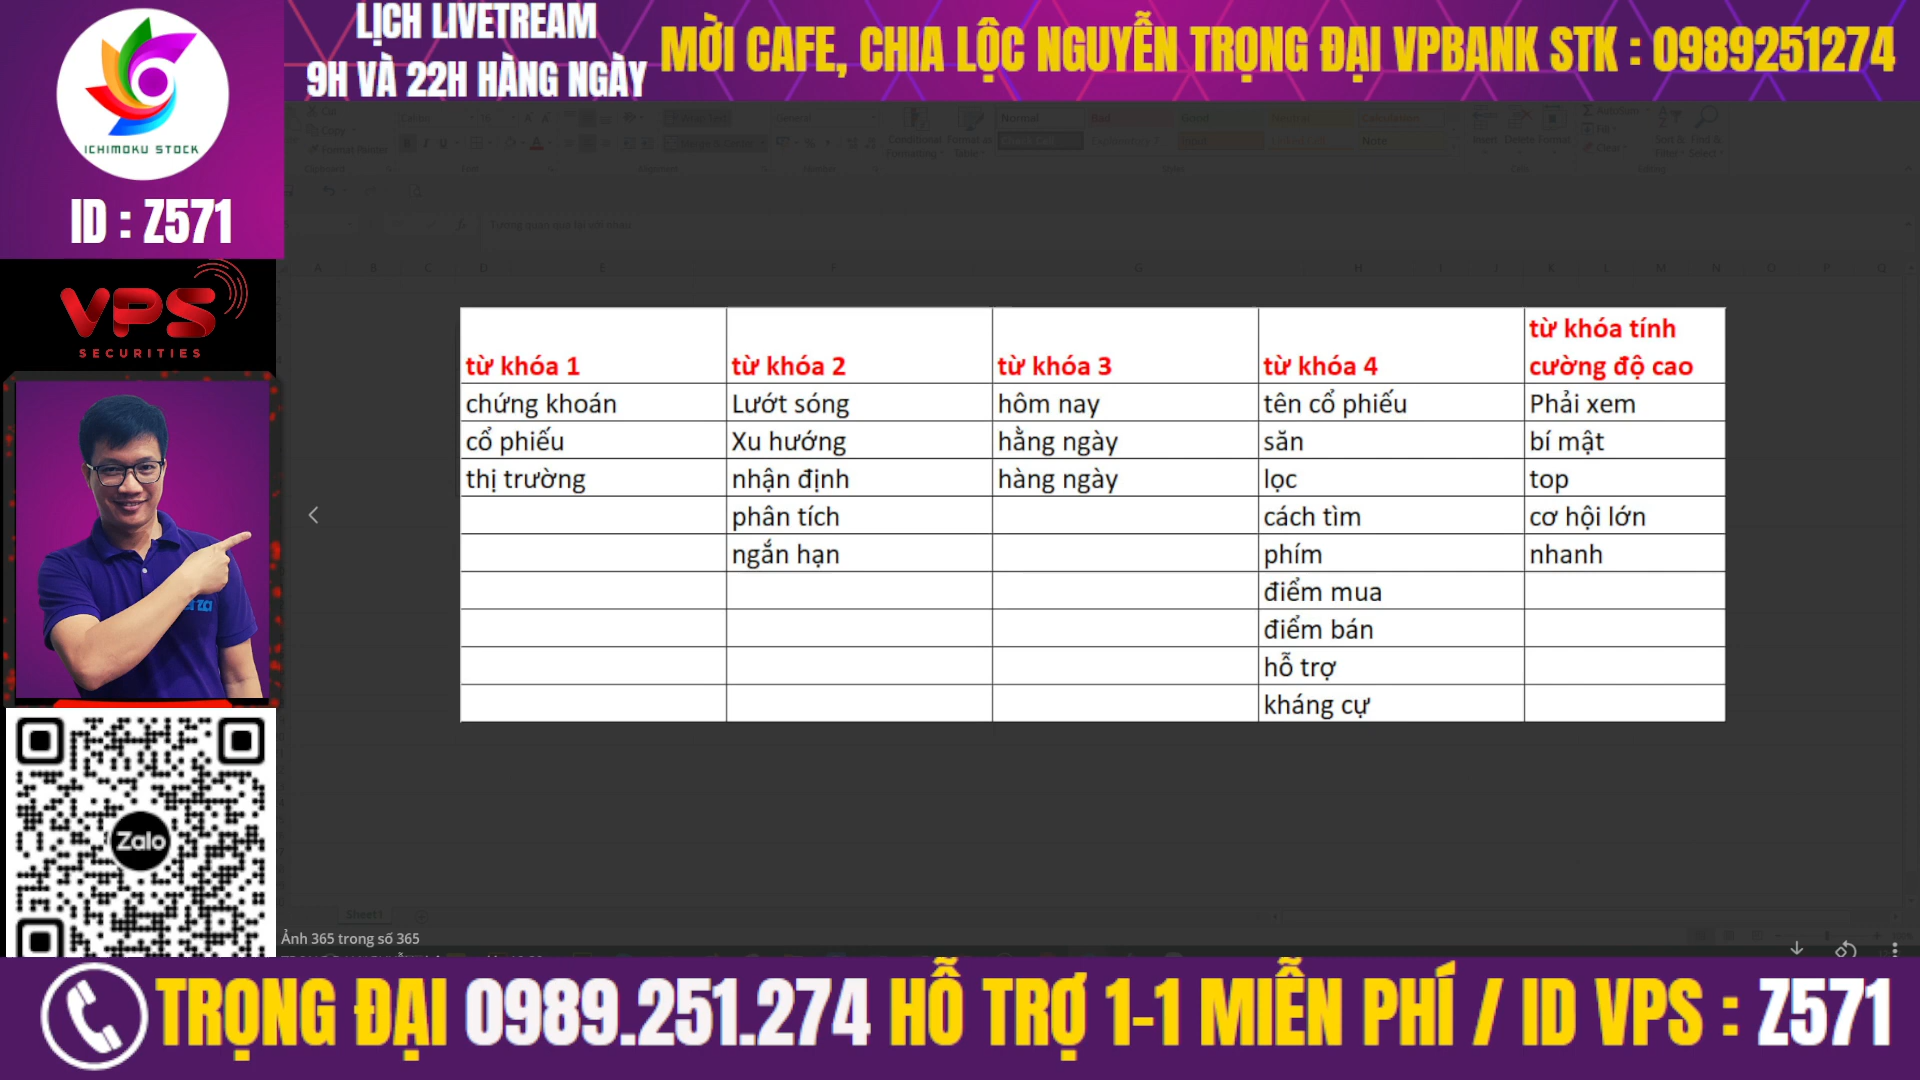 LỊCH LIVETREAM
9H VÀ 22H HÀNG NGÀY
MỜI CAFE, CHIA LỘC NGUYỄN TRỌNG ĐẠI VPBANK STK : 0989251274
ICHIMOKU STOCK
ID : Z571
VPS
SECURITIES
Zalo
từ khóa 1
từ khóa 2
từ khóa 3
từ khóa 4
từ khóa tính
cường độ cao
chứng khoán
Lướt sóng
hôm nay
tên cổ phiếu
Phải xem
cổ phiếu
Xu hướng
hằng ngày
săn
bí mật
thị trường
nhận định
hàng ngày
lọc
top
phân tích
cách tìm
cơ hội lớn
ngắn hạn
phím
nhanh
điểm mua
điểm bán
hỗ trợ
kháng cự
Sheet1
Ảnh 365 trong số 365
TRỌNG ĐẠI 0989.251.274 HỖ TRỢ 1-1 MIỄN PHÍ / ID VPS : Z571